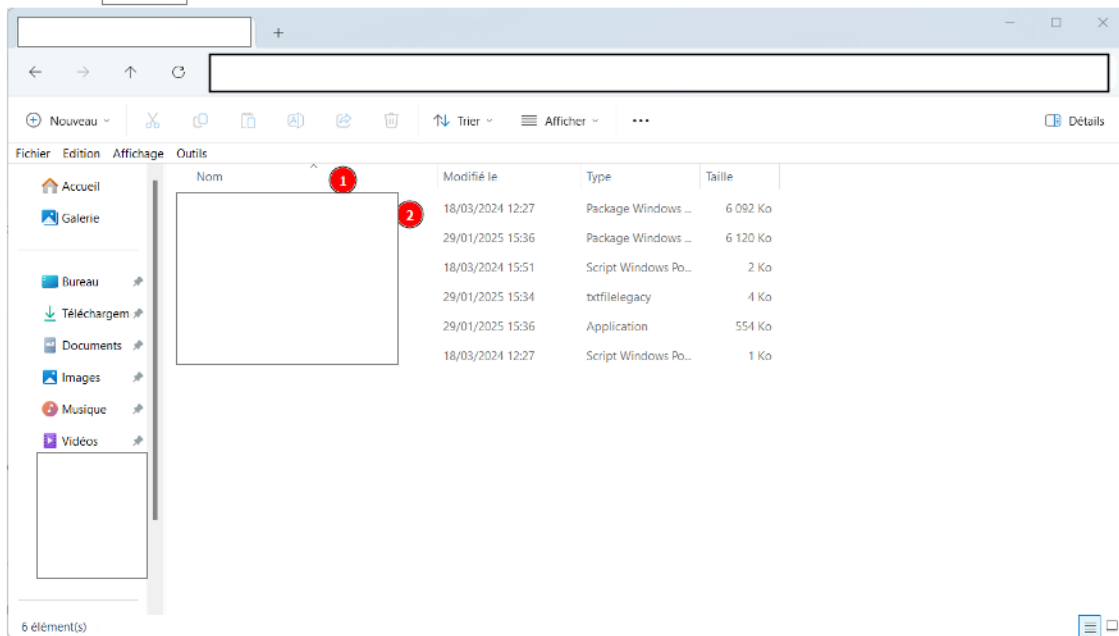 Nouveau
Trier
Afficher
Détails
Fichier Edition Affichage Outils
Nom 1 Modifié le Type Taille
2
18/03/2024 12:27 Package Windows ... 6 092 Ko
29/01/2025 15:36 Package Windows ... 6 120 Ko
18/03/2024 15:51 Script Windows Po... 2 Ko
29/01/2025 15:34 txtfilelegacy 4 Ko
29/01/2025 15:36 Application 554 Ko
18/03/2024 12:27 Script Windows Po... 1 Ko
Accueil
Galerie
Bureau
Téléchargem
Documents
Images
Musique
Vidéos
6 élément(s)